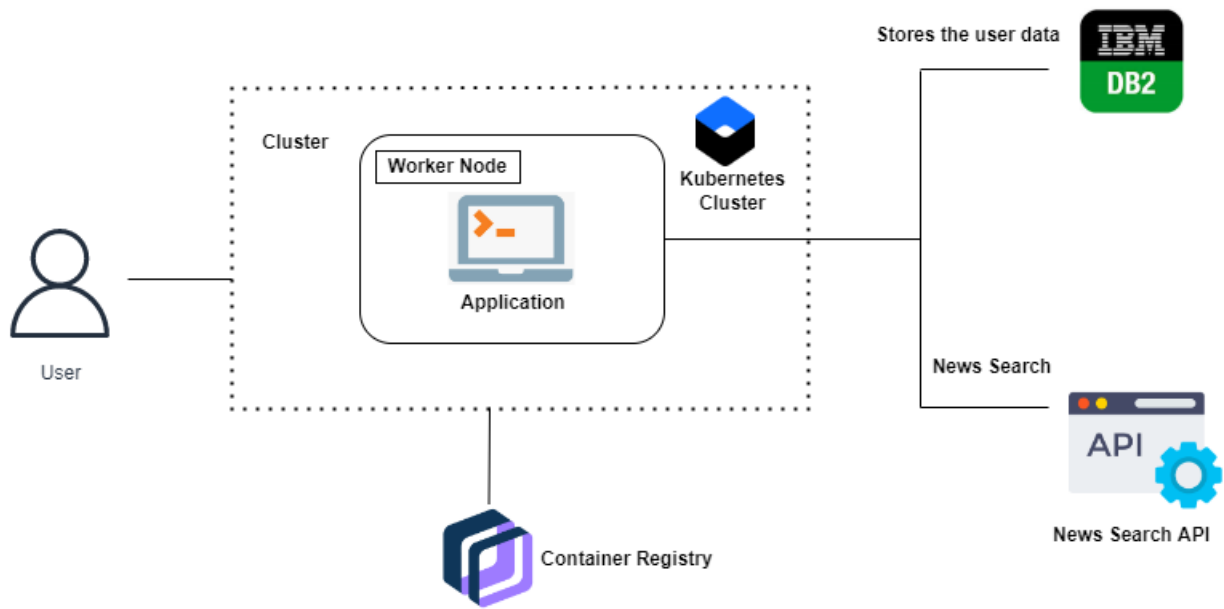 Stores the user data
IBM
DB2
Cluster
Worker Node
Kubernetes
Cluster
Application
User
News Search
API
News Search API
Container Registry